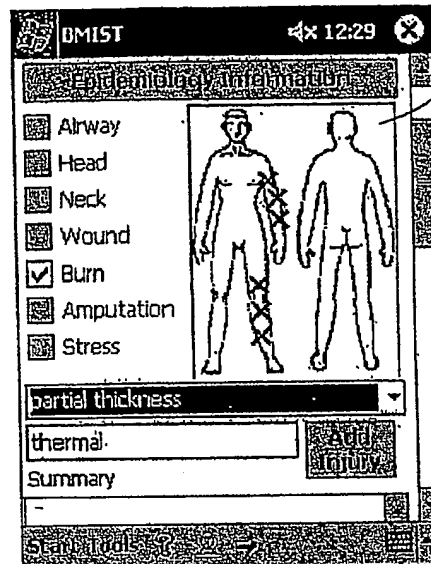 BMIST 12:29
Epidemiology Information
Airway
Head
Neck
Wound
Burn
Amputation
Stress
partial thickness
thermal
Add Injury
Summary
-
Start Tools